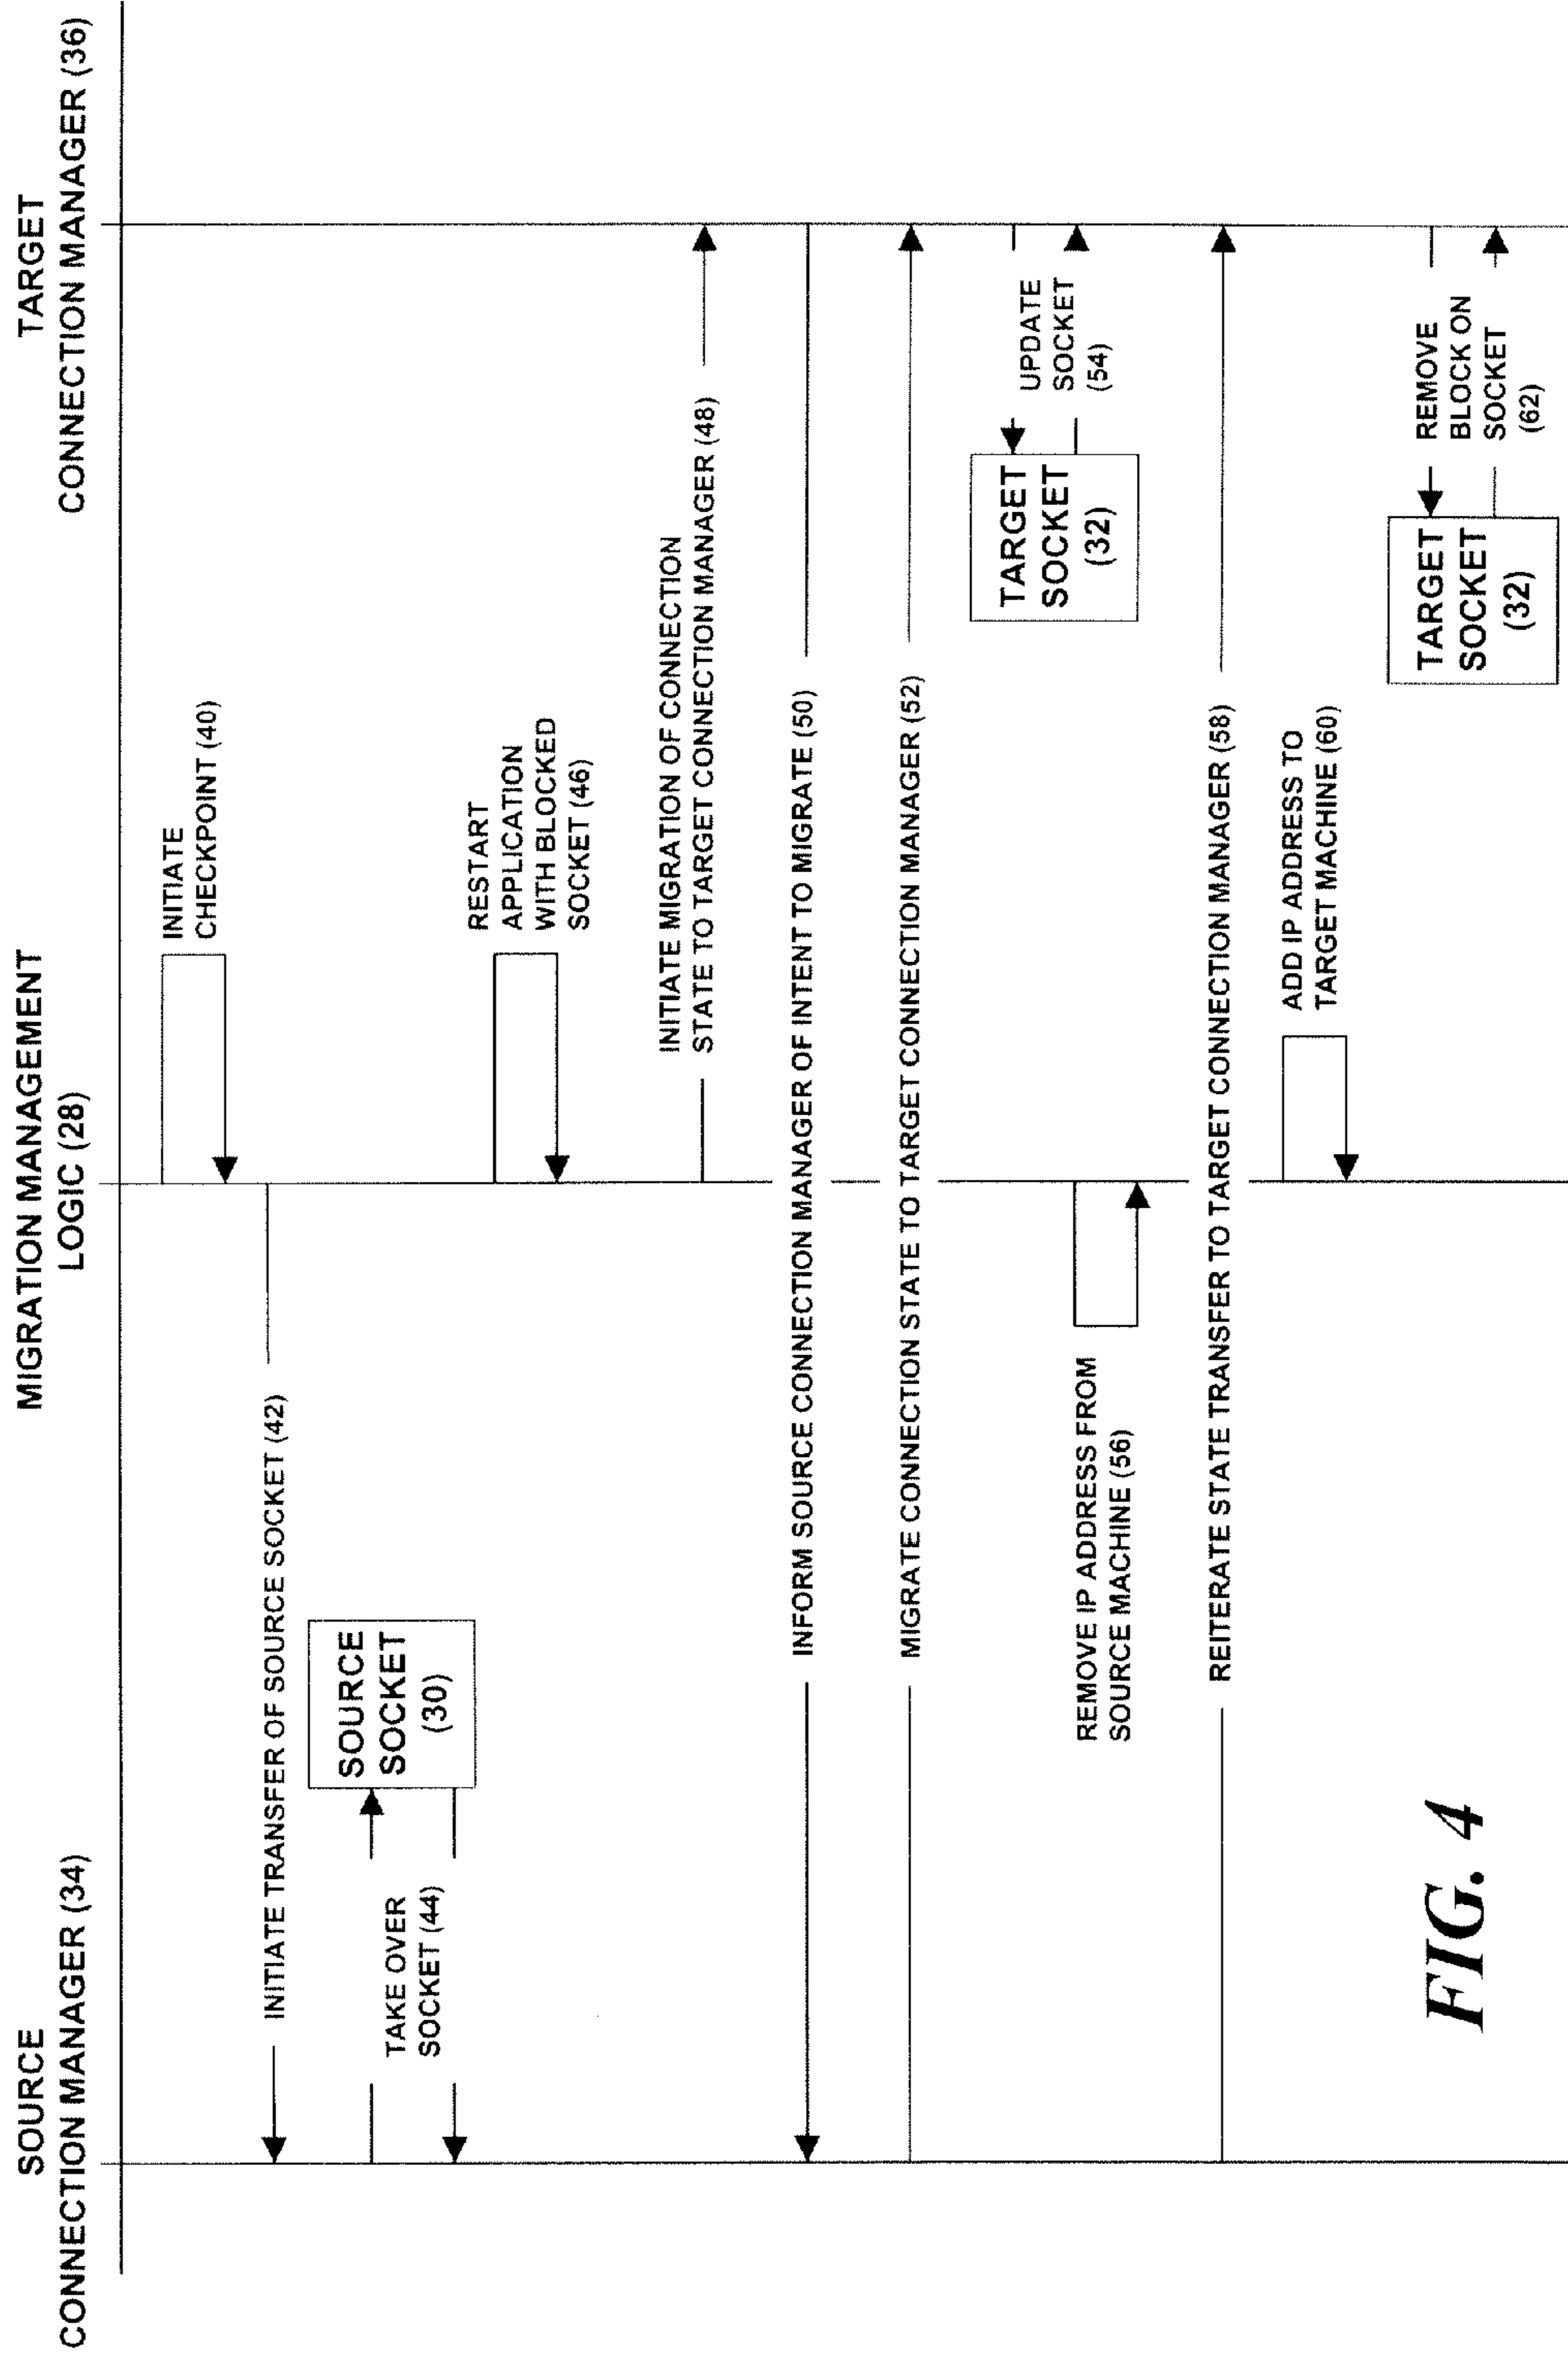 SOURCE
CONNECTION MANAGER (34)
MIGRATION MANAGEMENT
LOGIC (28)
TARGET
CONNECTION MANAGER (36)
INITIATE
CHECKPOINT (40)
INITIATE TRANSFER OF SOURCE SOCKET (42)
SOURCE
SOCKET
(30)
TAKE OVER
SOCKET (44)
RESTART
APPLICATION
WITH BLOCKED
SOCKET (46)
INITIATE MIGRATION OF CONNECTION
STATE TO TARGET CONNECTION MANAGER (48)
INFORM SOURCE CONNECTION MANAGER OF INTENT TO MIGRATE (50)
MIGRATE CONNECTION STATE TO TARGET CONNECTION MANAGER (52)
TARGET
SOCKET
(32)
UPDATE
SOCKET
(54)
REMOVE IP ADDRESS FROM
SOURCE MACHINE (56)
REITERATE STATE TRANSFER TO TARGET CONNECTION MANAGER (58)
ADD IP ADDRESS TO
TARGET MACHINE (60)
TARGET
SOCKET
(32)
REMOVE
BLOCK ON
SOCKET
(62)
FIG. 4